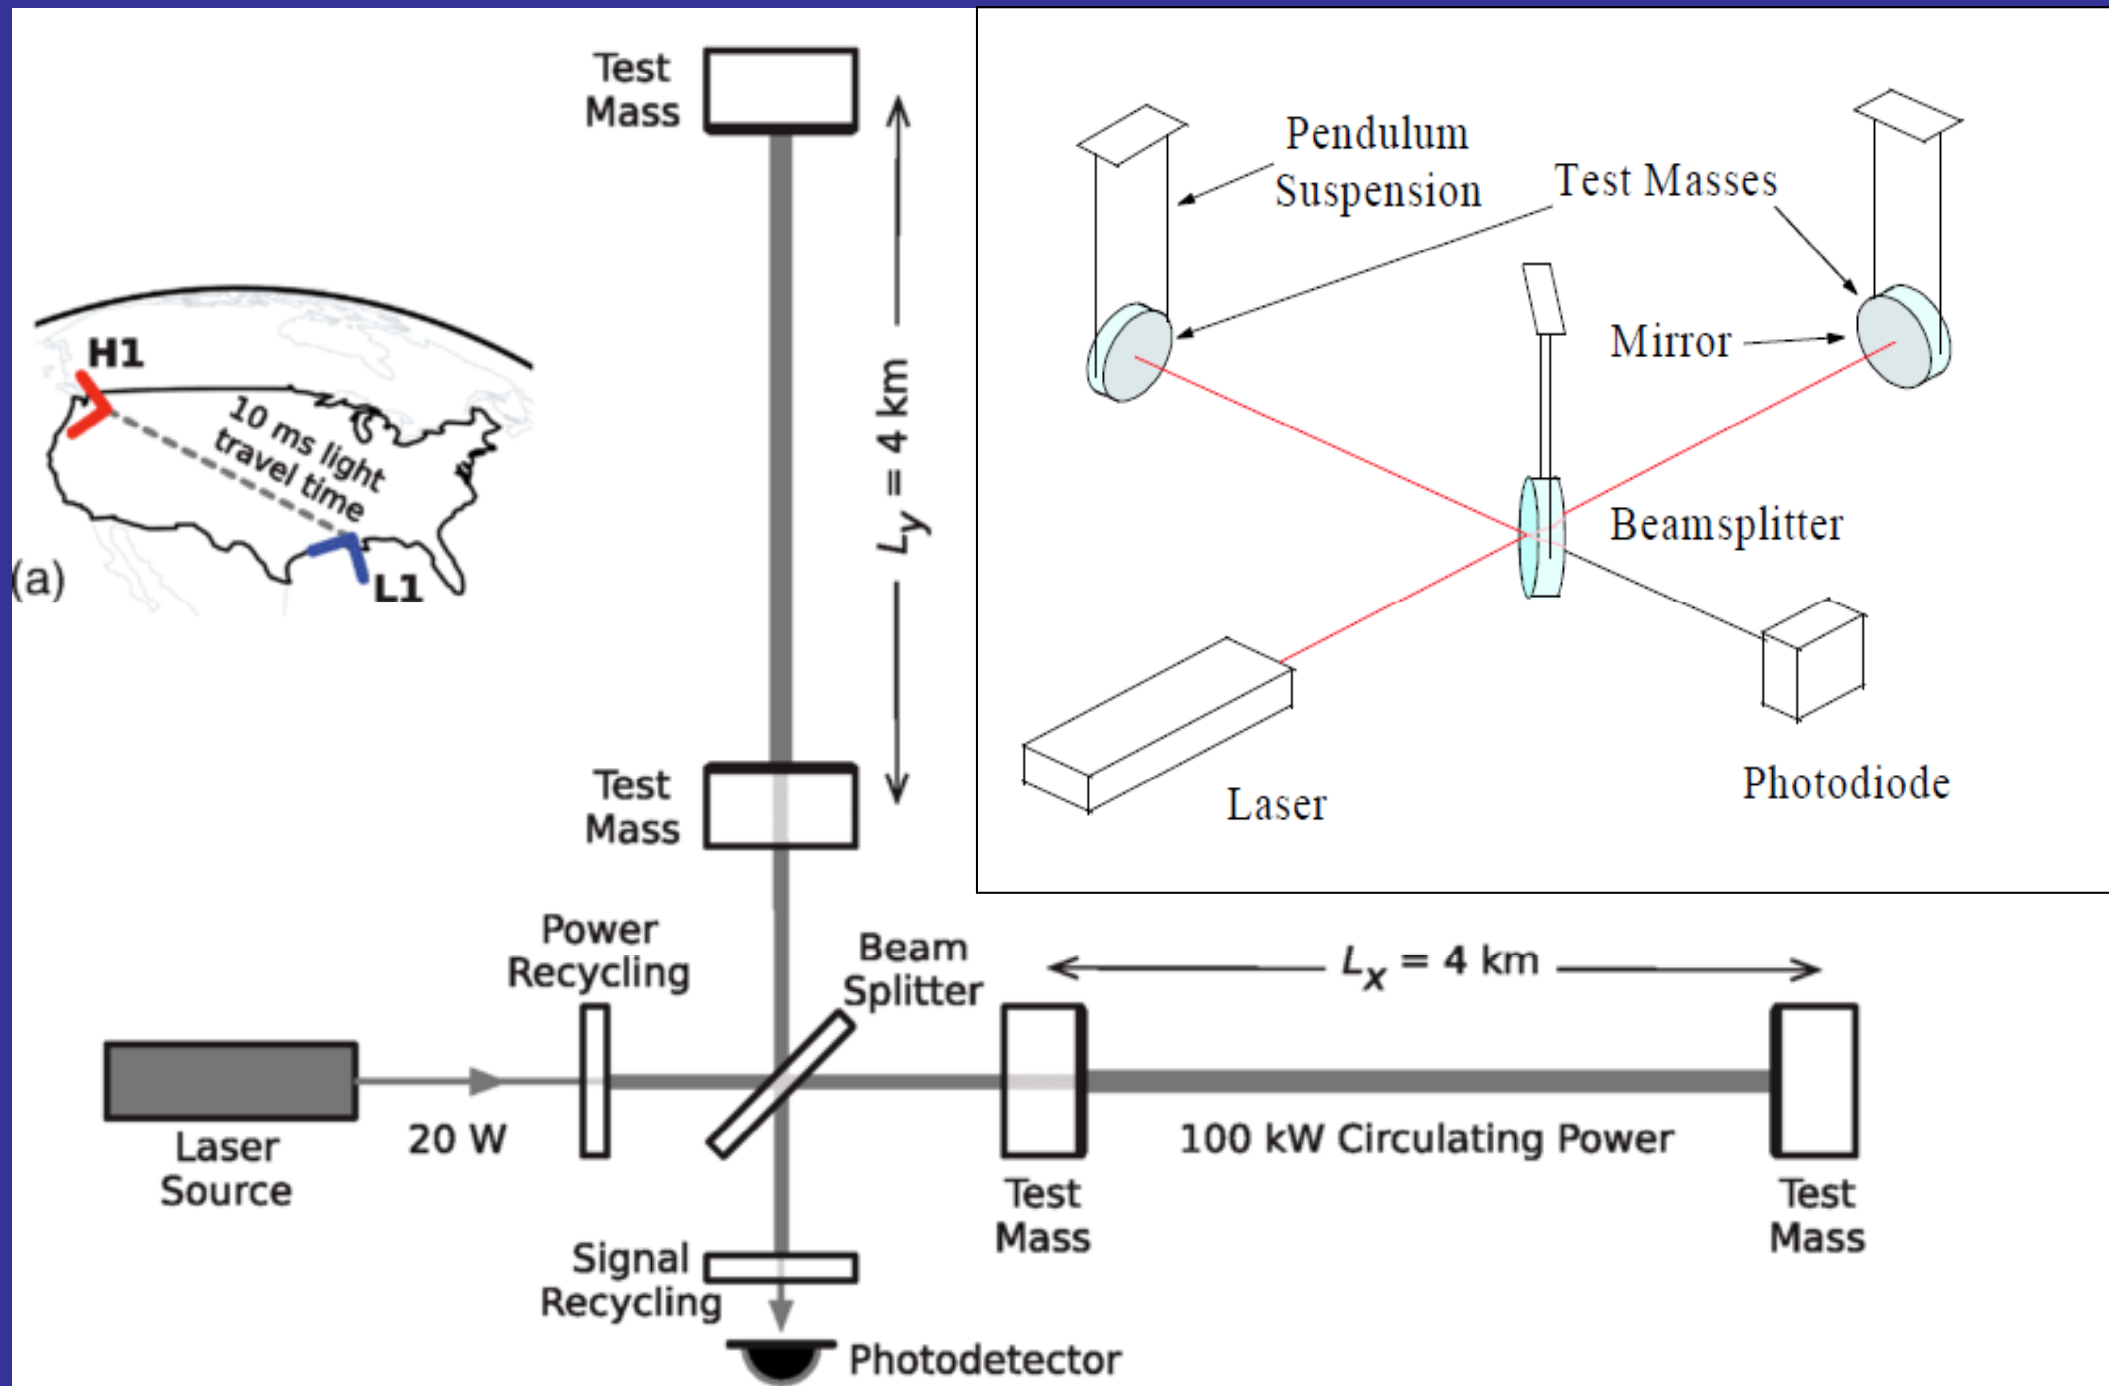 Test
Mass
H1
10 ms light
travel time
L1
(a)
Ly = 4 km
Test
Mass
Pendulum
Suspension
Test Masses
Mirror
Beamsplitter
Laser
Photodiode
Power
Recycling
Beam
Splitter
Lx = 4 km
Laser
Source
20 W
100 kW Circulating Power
Test
Mass
Test
Mass
Signal
Recycling
Photodetector